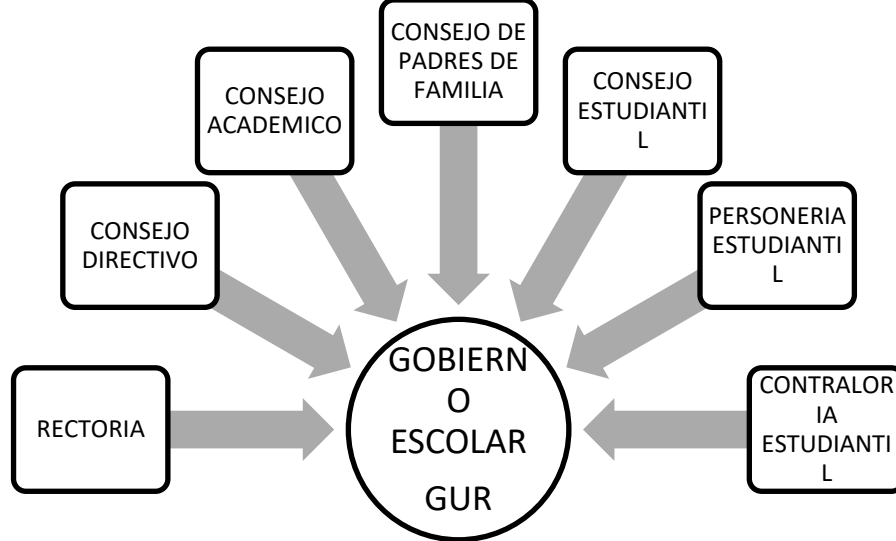 CONSEJO DE
PADRES DE
FAMILIA
CONSEJO
ACADEMICO
CONSEJO
ESTUDIANTI
L
CONSEJO
DIRECTIVO
PERSONERIA
ESTUDIANTI
L
RECTORIA
GOBIERN
O
ESCOLAR
GUR
CONTRALOR
IA
ESTUDIANTI
L